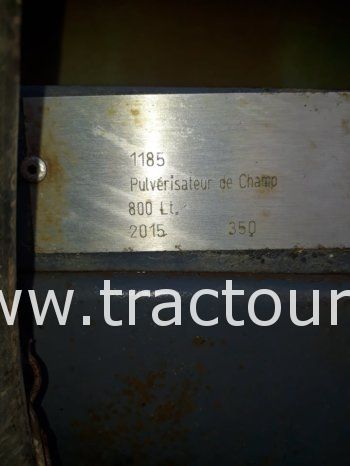 1185
Pulvérisateur de Champ
800 Lt.
2015 350
www.tractour